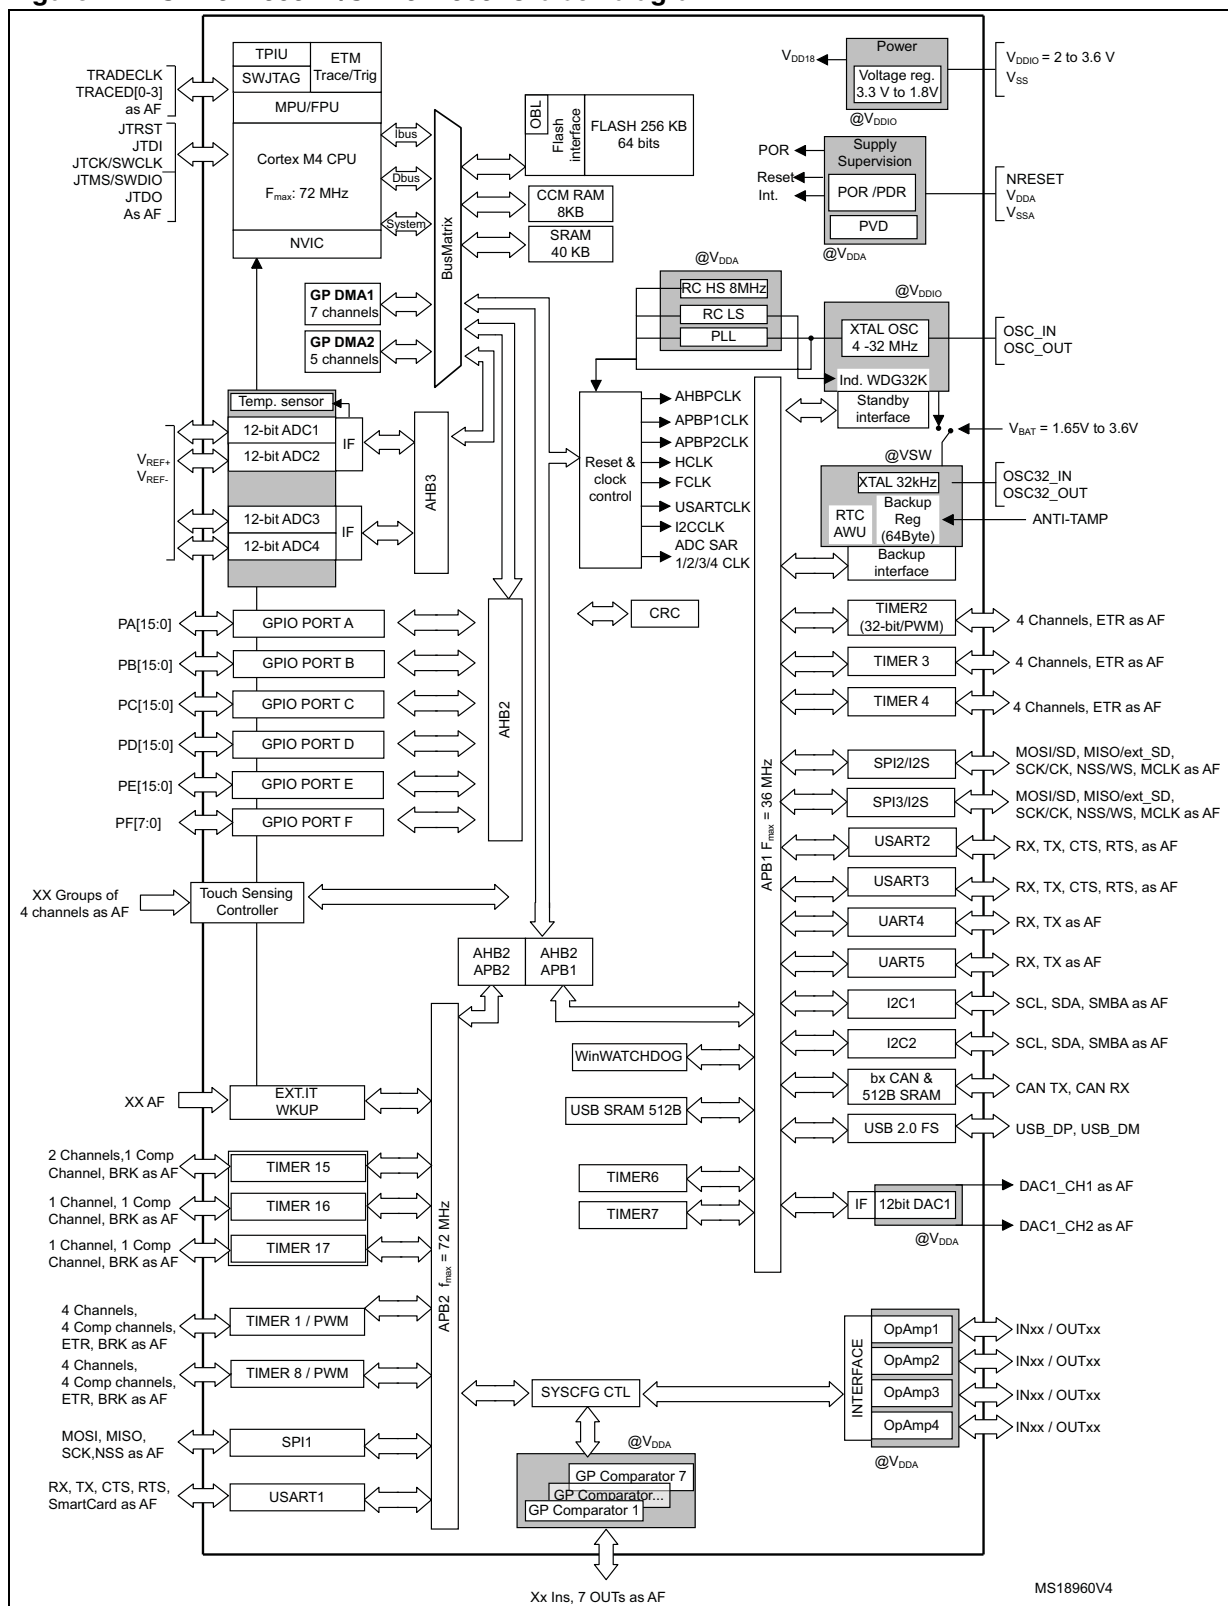 TPIU
ETM
Trace/Trig
SWJTAG
MPU/FPU
Cortex M4 CPU
Fmax: 72 MHz
NVIC
TRADECLK
TRACED[0-3]
as AF
JTRST
JTDI
JTCK/SWCLK
JTMS/SWDIO
JTDO
As AF
Ibus
Dbus
System
BusMatrix
OBL
Flash
interface
FLASH 256 KB
64 bits
CCM RAM
8KB
SRAM
40 KB
GP DMA1
7 channels
GP DMA2
5 channels
Power
VDD18
Voltage reg.
3.3 V to 1.8V
@VDDIO
VDDIO = 2 to 3.6 V
VSS
Supply
Supervision
POR
Reset
Int.
POR /PDR
PVD
@VDDA
NRESET
VDDA
VSSA
@VDDA
RC HS 8MHz
RC LS
PLL
@VDDIO
XTAL OSC
4 -32 MHz
Ind. WDG32K
Standby
interface
OSC_IN
OSC_OUT
VBAT = 1.65V to 3.6V
@VSW
XTAL 32kHz
RTC
AWU
Backup
Reg
(64Byte)
Backup
interface
OSC32_IN
OSC32_OUT
ANTI-TAMP
Reset &
clock
control
AHBPCLK
APBP1CLK
APBP2CLK
HCLK
FCLK
USARTCLK
I2CCLK
ADC SAR
1/2/3/4 CLK
Temp. sensor
12-bit ADC1
12-bit ADC2
IF
VREF+
VREF-
12-bit ADC3
12-bit ADC4
IF
AHB3
CRC
PA[15:0]
GPIO PORT A
PB[15:0]
GPIO PORT B
PC[15:0]
GPIO PORT C
PD[15:0]
GPIO PORT D
PE[15:0]
GPIO PORT E
PF[7:0]
GPIO PORT F
AHB2
XX Groups of
4 channels as AF
Touch Sensing
Controller
AHB2
APB2
AHB2
APB1
APB1 Fmax = 36 MHz
TIMER2
(32-bit/PWM)
4 Channels, ETR as AF
TIMER 3
4 Channels, ETR as AF
TIMER 4
4 Channels, ETR as AF
SPI2/I2S
MOSI/SD, MISO/ext_SD,
SCK/CK, NSS/WS, MCLK as AF
SPI3/I2S
MOSI/SD, MISO/ext_SD,
SCK/CK, NSS/WS, MCLK as AF
USART2
RX, TX, CTS, RTS, as AF
USART3
RX, TX, CTS, RTS, as AF
UART4
RX, TX as AF
UART5
RX, TX as AF
I2C1
SCL, SDA, SMBA as AF
I2C2
SCL, SDA, SMBA as AF
bx CAN &
512B SRAM
CAN TX, CAN RX
USB 2.0 FS
USB_DP, USB_DM
WinWATCHDOG
USB SRAM 512B
TIMER6
TIMER7
IF
12bit DAC1
DAC1_CH1 as AF
DAC1_CH2 as AF
@VDDA
XX AF
EXT.IT
WKUP
2 Channels,1 Comp
Channel, BRK as AF
TIMER 15
1 Channel, 1 Comp
Channel, BRK as AF
TIMER 16
1 Channel, 1 Comp
Channel, BRK as AF
TIMER 17
4 Channels,
4 Comp channels,
ETR, BRK as AF
TIMER 1 / PWM
4 Channels,
4 Comp channels,
ETR, BRK as AF
TIMER 8 / PWM
MOSI, MISO,
SCK,NSS as AF
SPI1
RX, TX, CTS, RTS,
SmartCard as AF
USART1
APB2 fmax = 72 MHz
SYSCFG CTL
@VDDA
GP Comparator 7
GP Comparator...
GP Comparator 1
Xx Ins, 7 OUTs as AF
INTERFACE
OpAmp1
INxx / OUTxx
OpAmp2
INxx / OUTxx
OpAmp3
INxx / OUTxx
OpAmp4
INxx / OUTxx
@VDDA
MS18960V4